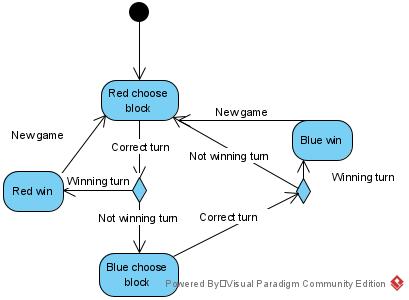 Red choose
block
New game
New game
Correct turn
Blue win
Not winning turn
Winning turn
Winning turn
Red win
Not winning turn
Correct turn
Blue choose
block
Powered By Visual Paradigm Community Edition